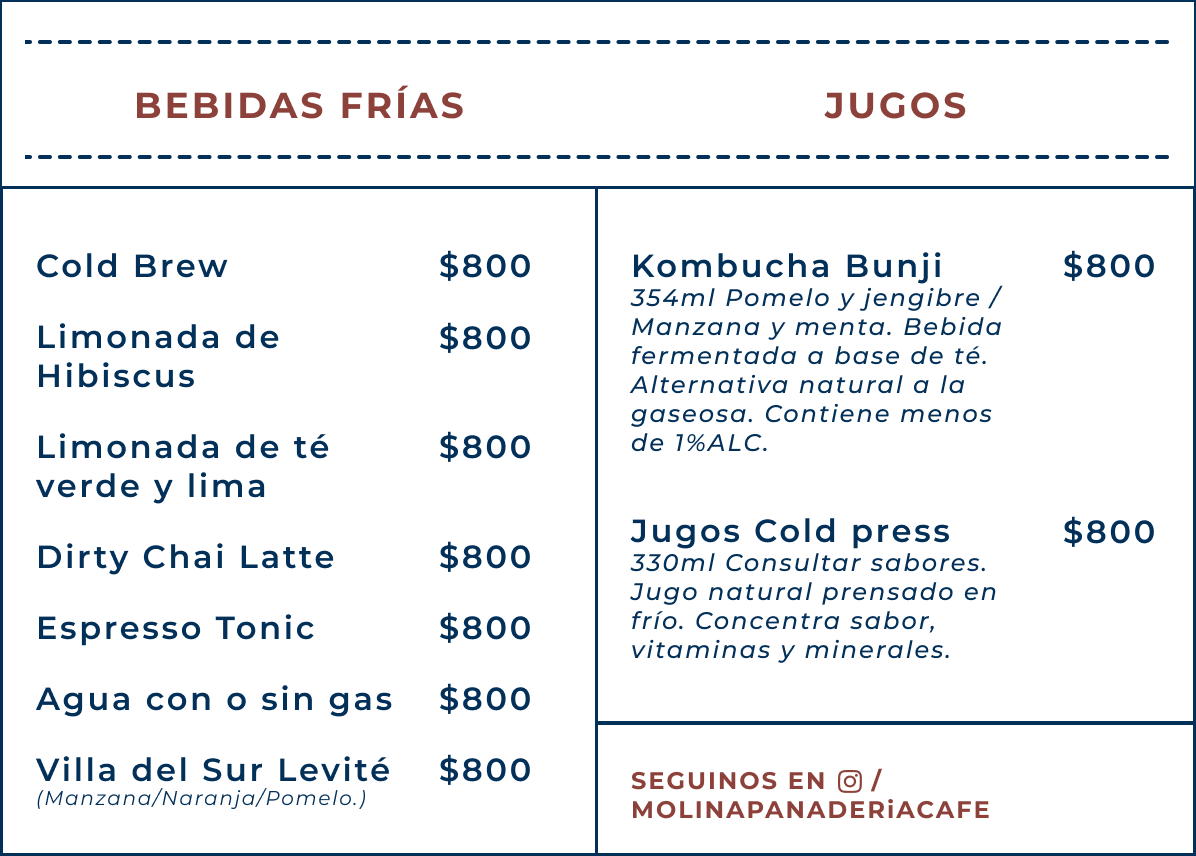 BEBIDAS FRÍAS
JUGOS
Cold Brew $800
Limonada de $800
Hibiscus
Limonada de té $800
verde y lima
Dirty Chai Latte $800
Espresso Tonic $800
Agua con o sin gas $800
Villa del Sur Levité $800
(Manzana/Naranja/Pomelo.)
Kombucha Bunji $800
354ml Pomelo y jengibre /
Manzana y menta. Bebida
fermentada a base de té.
Alternativa natural a la
gaseosa. Contiene menos
de 1%ALC.
Jugos Cold press $800
330ml Consultar sabores.
Jugo natural prensado en
frío. Concentra sabor,
vitaminas y minerales.
SEGUINOS EN /
MOLINAPANADERiACAFE